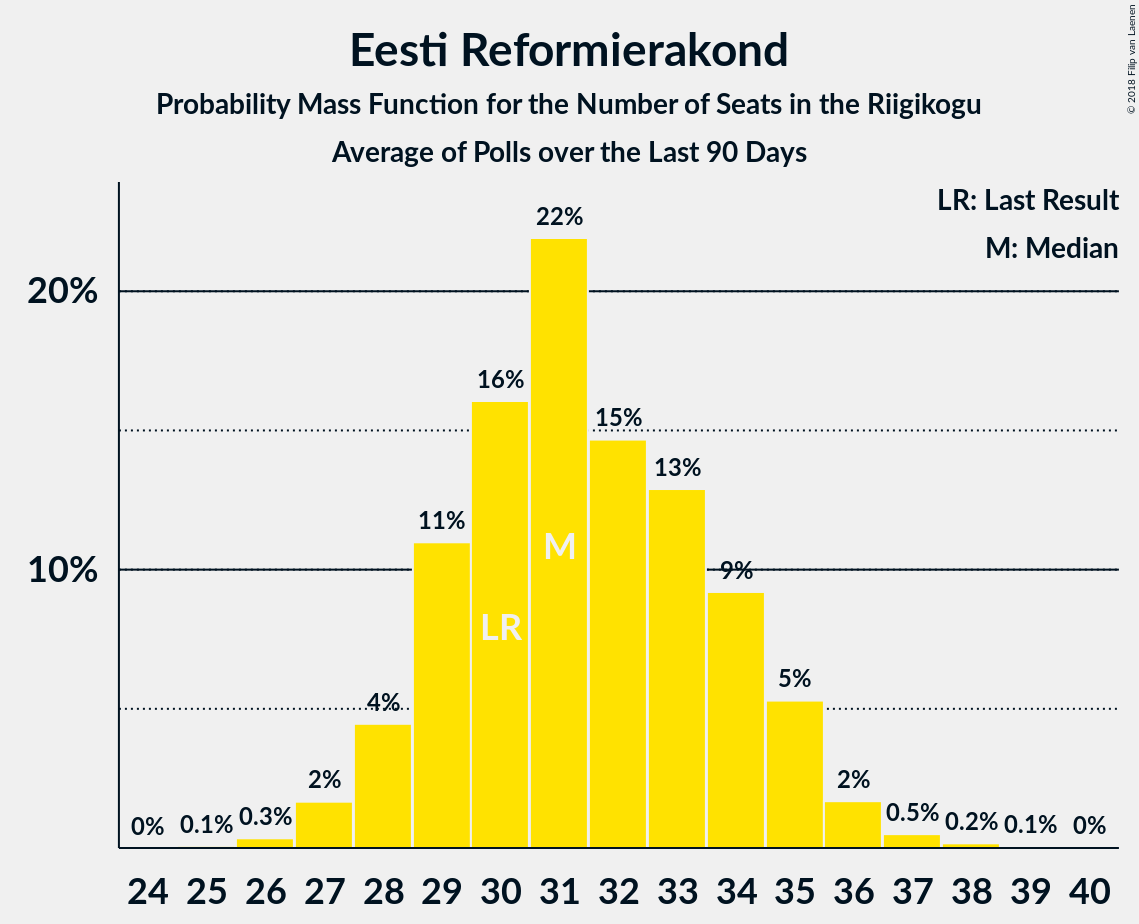 Eesti Reformierakond
Probability Mass Function for the Number of Seats in the Riigikogu
Average of Polls over the Last 90 Days
© 2018 Filip van Laenen
LR: Last Result
M: Median
20%
10%
0%
0.1%
0.3%
2%
4%
11%
16%
22%
15%
13%
9%
5%
2%
0.5%
0.2%
0.1%
0%
LR
M
24 25 26 27 28 29 30 31 32 33 34 35 36 37 38 39 40